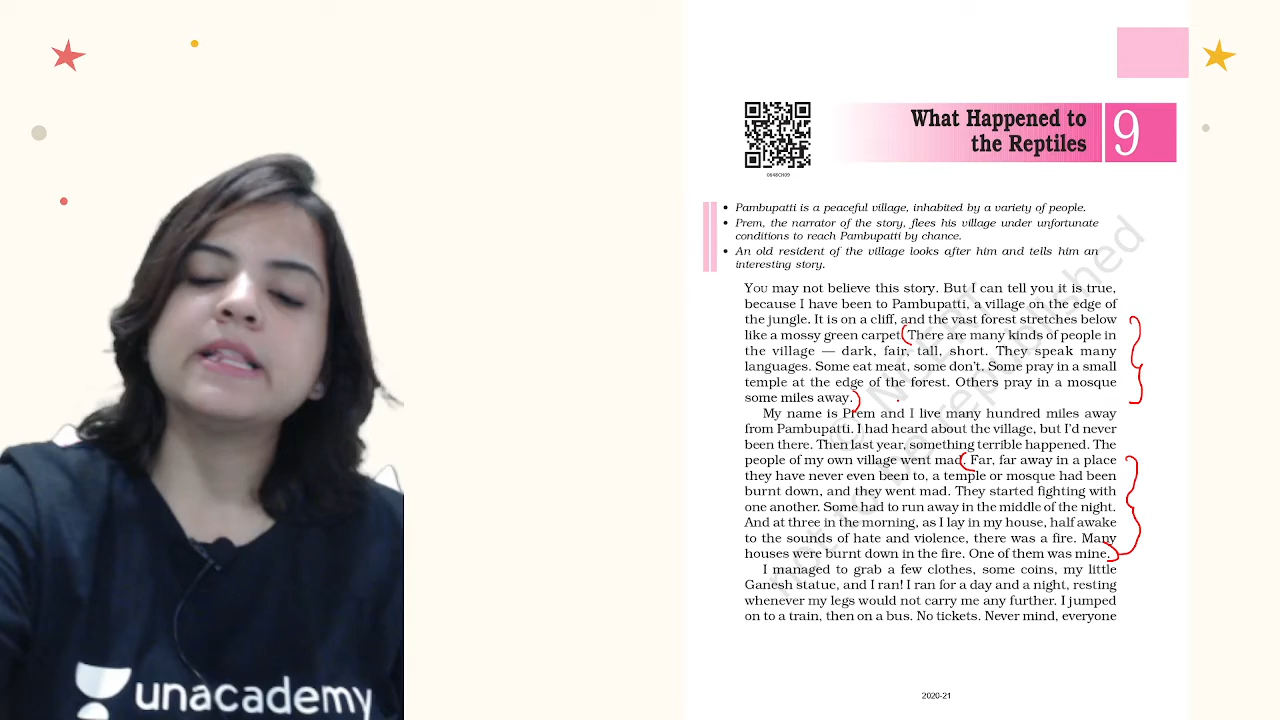 What Happened to
the Reptiles
9
0648CH09
• Pambupatti is a peaceful village, inhabited by a variety of people.
• Prem, the narrator of the story, flees his village under unfortunate
conditions to reach Pambupatti by chance.
• An old resident of the village looks after him and tells him an
interesting story.
YOU may not believe this story. But I can tell you it is true,
because I have been to Pambupatti, a village on the edge of
the jungle. It is on a cliff, and the vast forest stretches below
like a mossy green carpet. There are many kinds of people in
the village — dark, fair, tall, short. They speak many
languages. Some eat meat, some don't. Some pray in a small
temple at the edge of the forest. Others pray in a mosque
some miles away.
My name is Prem and I live many hundred miles away
from Pambupatti. I had heard about the village, but I'd never
been there. Then last year, something terrible happened. The
people of my own village went mad. Far, far away in a place
they have never even been to, a temple or mosque had been
burnt down, and they went mad. They started fighting with
one another. Some had to run away in the middle of the night.
And at three in the morning, as I lay in my house, half awake
to the sounds of hate and violence, there was a fire. Many
houses were burnt down in the fire. One of them was mine.
I managed to grab a few clothes, some coins, my little
Ganesh statue, and I ran! I ran for a day and a night, resting
whenever my legs would not carry me any further. I jumped
on to a train, then on a bus. No tickets. Never mind, everyone
2020-21
© NCERT
not to be republished
unacademy